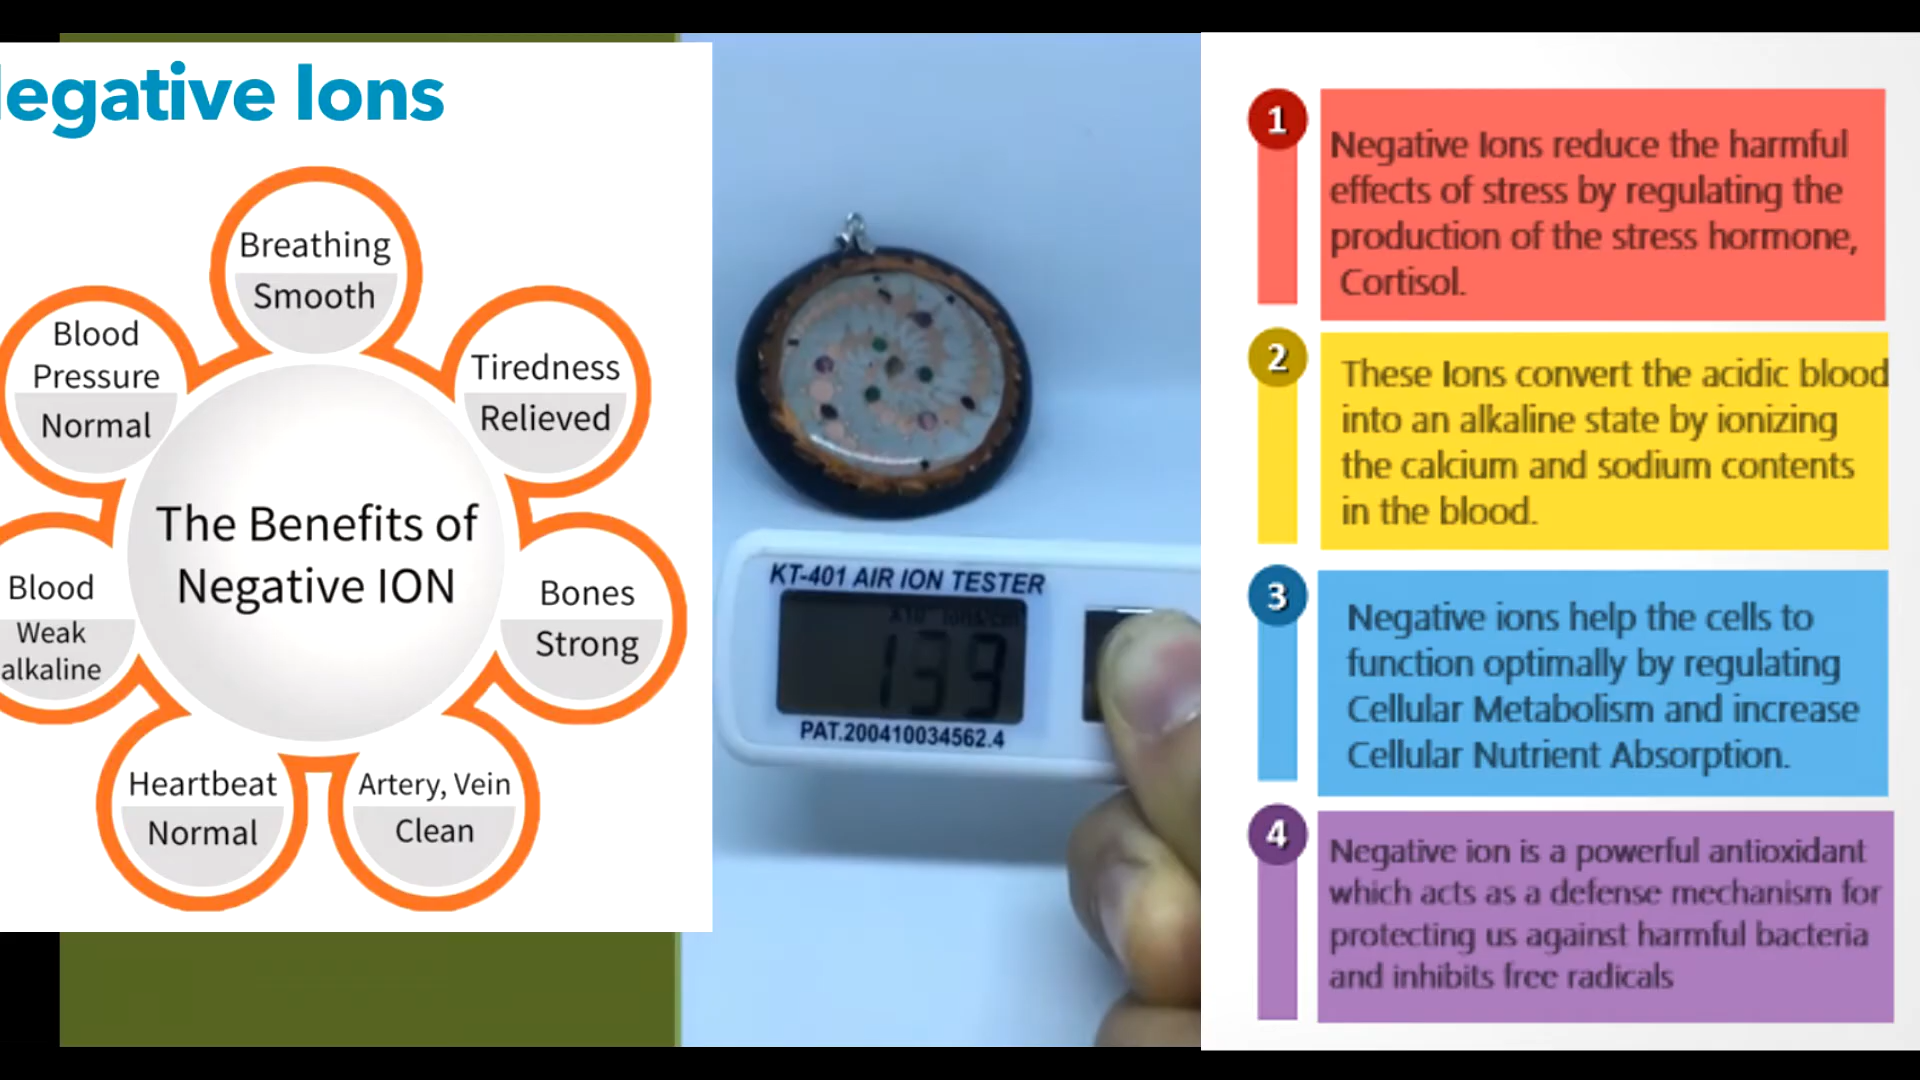 egative Ions
Breathing
Smooth
Blood
Pressure
Normal
Tiredness
Relieved
The Benefits of
Negative ION
Blood
Weak
alkaline
Bones
Strong
Heartbeat
Normal
Artery, Vein
Clean
KT-401 AIR ION TESTER
139
PAT.200410034562.4
1
Negative Ions reduce the harmful
effects of stress by regulating the
production of the stress hormone,
Cortisol.
2
These Ions convert the acidic blood
into an alkaline state by ionizing
the calcium and sodium contents
in the blood.
3
Negative ions help the cells to
function optimally by regulating
Cellular Metabolism and increase
Cellular Nutrient Absorption.
4
Negative ion is a powerful antioxidant
which acts as a defense mechanism for
protecting us against harmful bacteria
and inhibits free radicals